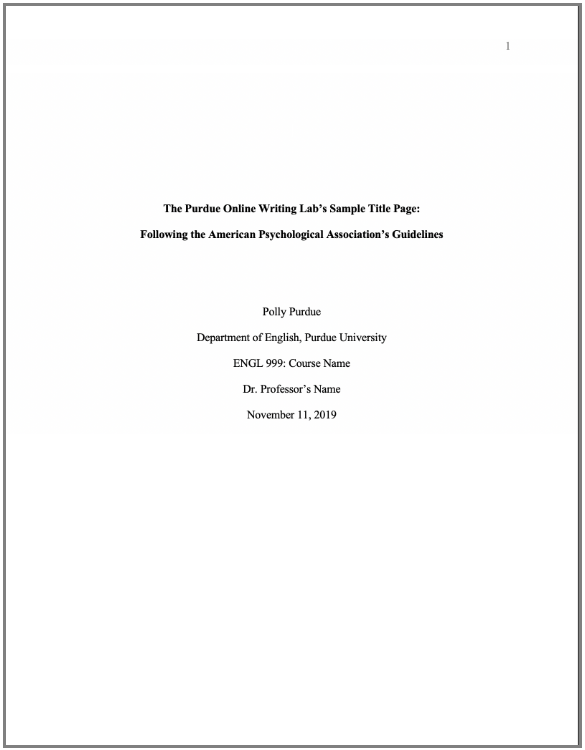 1
The Purdue Online Writing Lab’s Sample Title Page:
Following the American Psychological Association’s Guidelines
Polly Purdue
Department of English, Purdue University
ENGL 999: Course Name
Dr. Professor’s Name
November 11, 2019